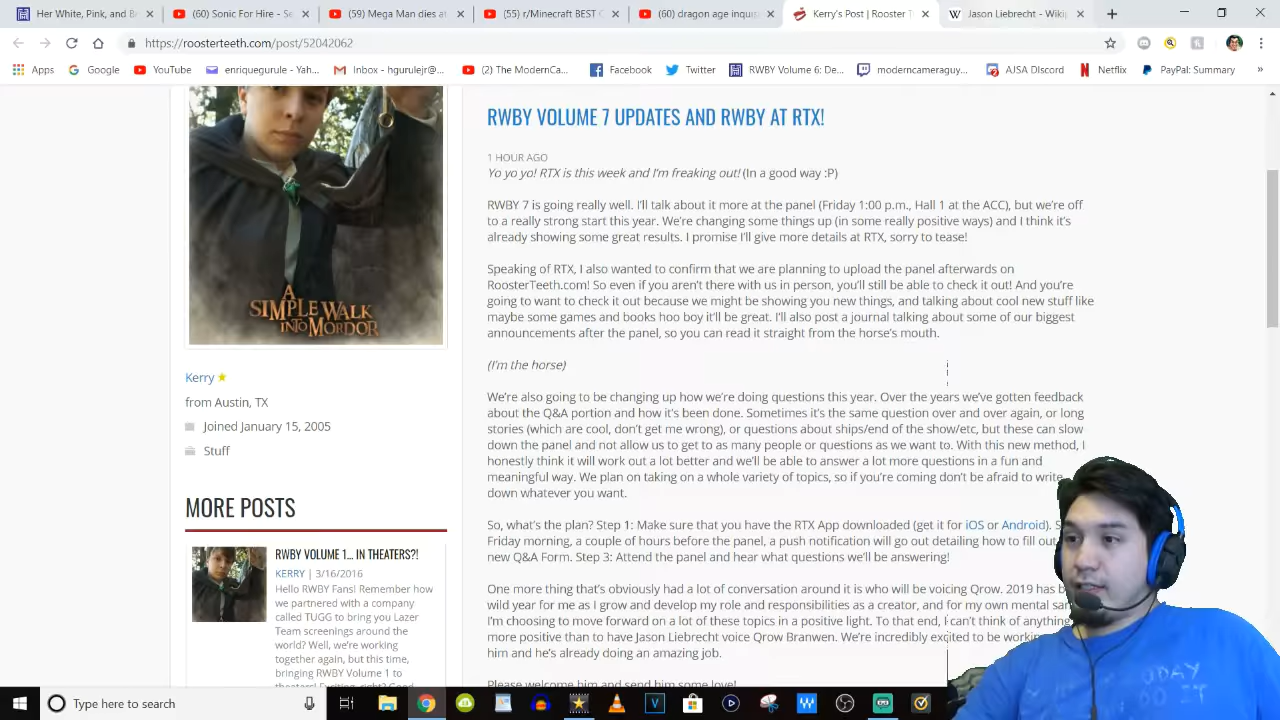 Her White, Pink, and B
(60) Sonic For Hire - Se
(59) Mega Man dies at
(55) r/Minecraft BEST C
(60) dragon age inquis
Kerry's Post | Rooster T
Jason Liebrecht - Wikip
https://roosterteeth.com/post/52042062
Apps
Google
YouTube
enriquegurule - Yah...
Inbox - hgurulejr@g...
(2) The ModernCa...
Facebook
Twitter
RWBY Volume 6: De...
moderncameraguy...
AJSA DIscord
Netflix
PayPal: Summary
»
A
SIMPLE WALK
INTO MORDOR
Kerry
from Austin, TX
Joined January 15, 2005
Stuff
MORE POSTS
RWBY VOLUME 1... IN THEATERS?!
KERRY | 3/16/2016
Hello RWBY Fans! Remember how
we partnered with a company
called TUGG to bring you Lazer
Team screenings around the
world? Well, we're working
together again, but this time,
bringing RWBY Volume 1 to
theaters! Exciting, right? Good
RWBY VOLUME 7 UPDATES AND RWBY AT RTX!
1 HOUR AGO
Yo yo yo! RTX is this week and I'm freaking out! (In a good way :P)
RWBY 7 is going really well. I'll talk about it more at the panel (Friday 1:00 p.m., Hall 1 at the ACC), but we're off
to a really strong start this year. We're changing some things up (in some really positive ways) and I think it's
already showing some great results. I promise I'll give more details at RTX, sorry to tease!
Speaking of RTX, I also wanted to confirm that we are planning to upload the panel afterwards on
RoosterTeeth.com! So even if you aren't there with us in person, you'll still be able to check it out! And you're
going to want to check it out because we might be showing you new things, and talking about cool new stuff like
maybe some games and books hoo boy it'll be great. I'll also post a journal talking about some of our biggest
announcements after the panel, so you can read it straight from the horse's mouth.
(I'm the horse)
We're also going to be changing up how we're doing questions this year. Over the years we've gotten feedback
about the Q&A portion and how it's been done. Sometimes it's the same question over and over again, or long
stories (which are cool, don't get me wrong), or questions about ships/end of the show/etc, but these can slow
down the panel and not allow us to get to as many people or questions as we want to. With this new method, I
honestly think it will work out a lot better and we'll be able to answer a lot more questions in a fun and
meaningful way. We plan on taking on a whole variety of topics, so if you're coming don't be afraid to write
down whatever you want.
So, what's the plan? Step 1: Make sure that you have the RTX App downloaded (get it for iOS or Android). S
Friday morning, a couple of hours before the panel, a push notification will go out detailing how to fill out
new Q&A Form. Step 3: Attend the panel and hear what questions we'll be answering!
One more thing that's obviously had a lot of conversation around it is who will be voicing Qrow. 2019 has b
wild year for me as I grow and develop my role and responsibilities as a creator, and for my own mental san
I'm choosing to move forward on a lot of these topics in a positive light. To that end, I can't think of anything
more positive than to have Jason Liebrecht voice Qrow Branwen. We're incredibly excited to be workin
him and he's already doing an amazing job.
Please welcome him and send him some love!
Type here to search